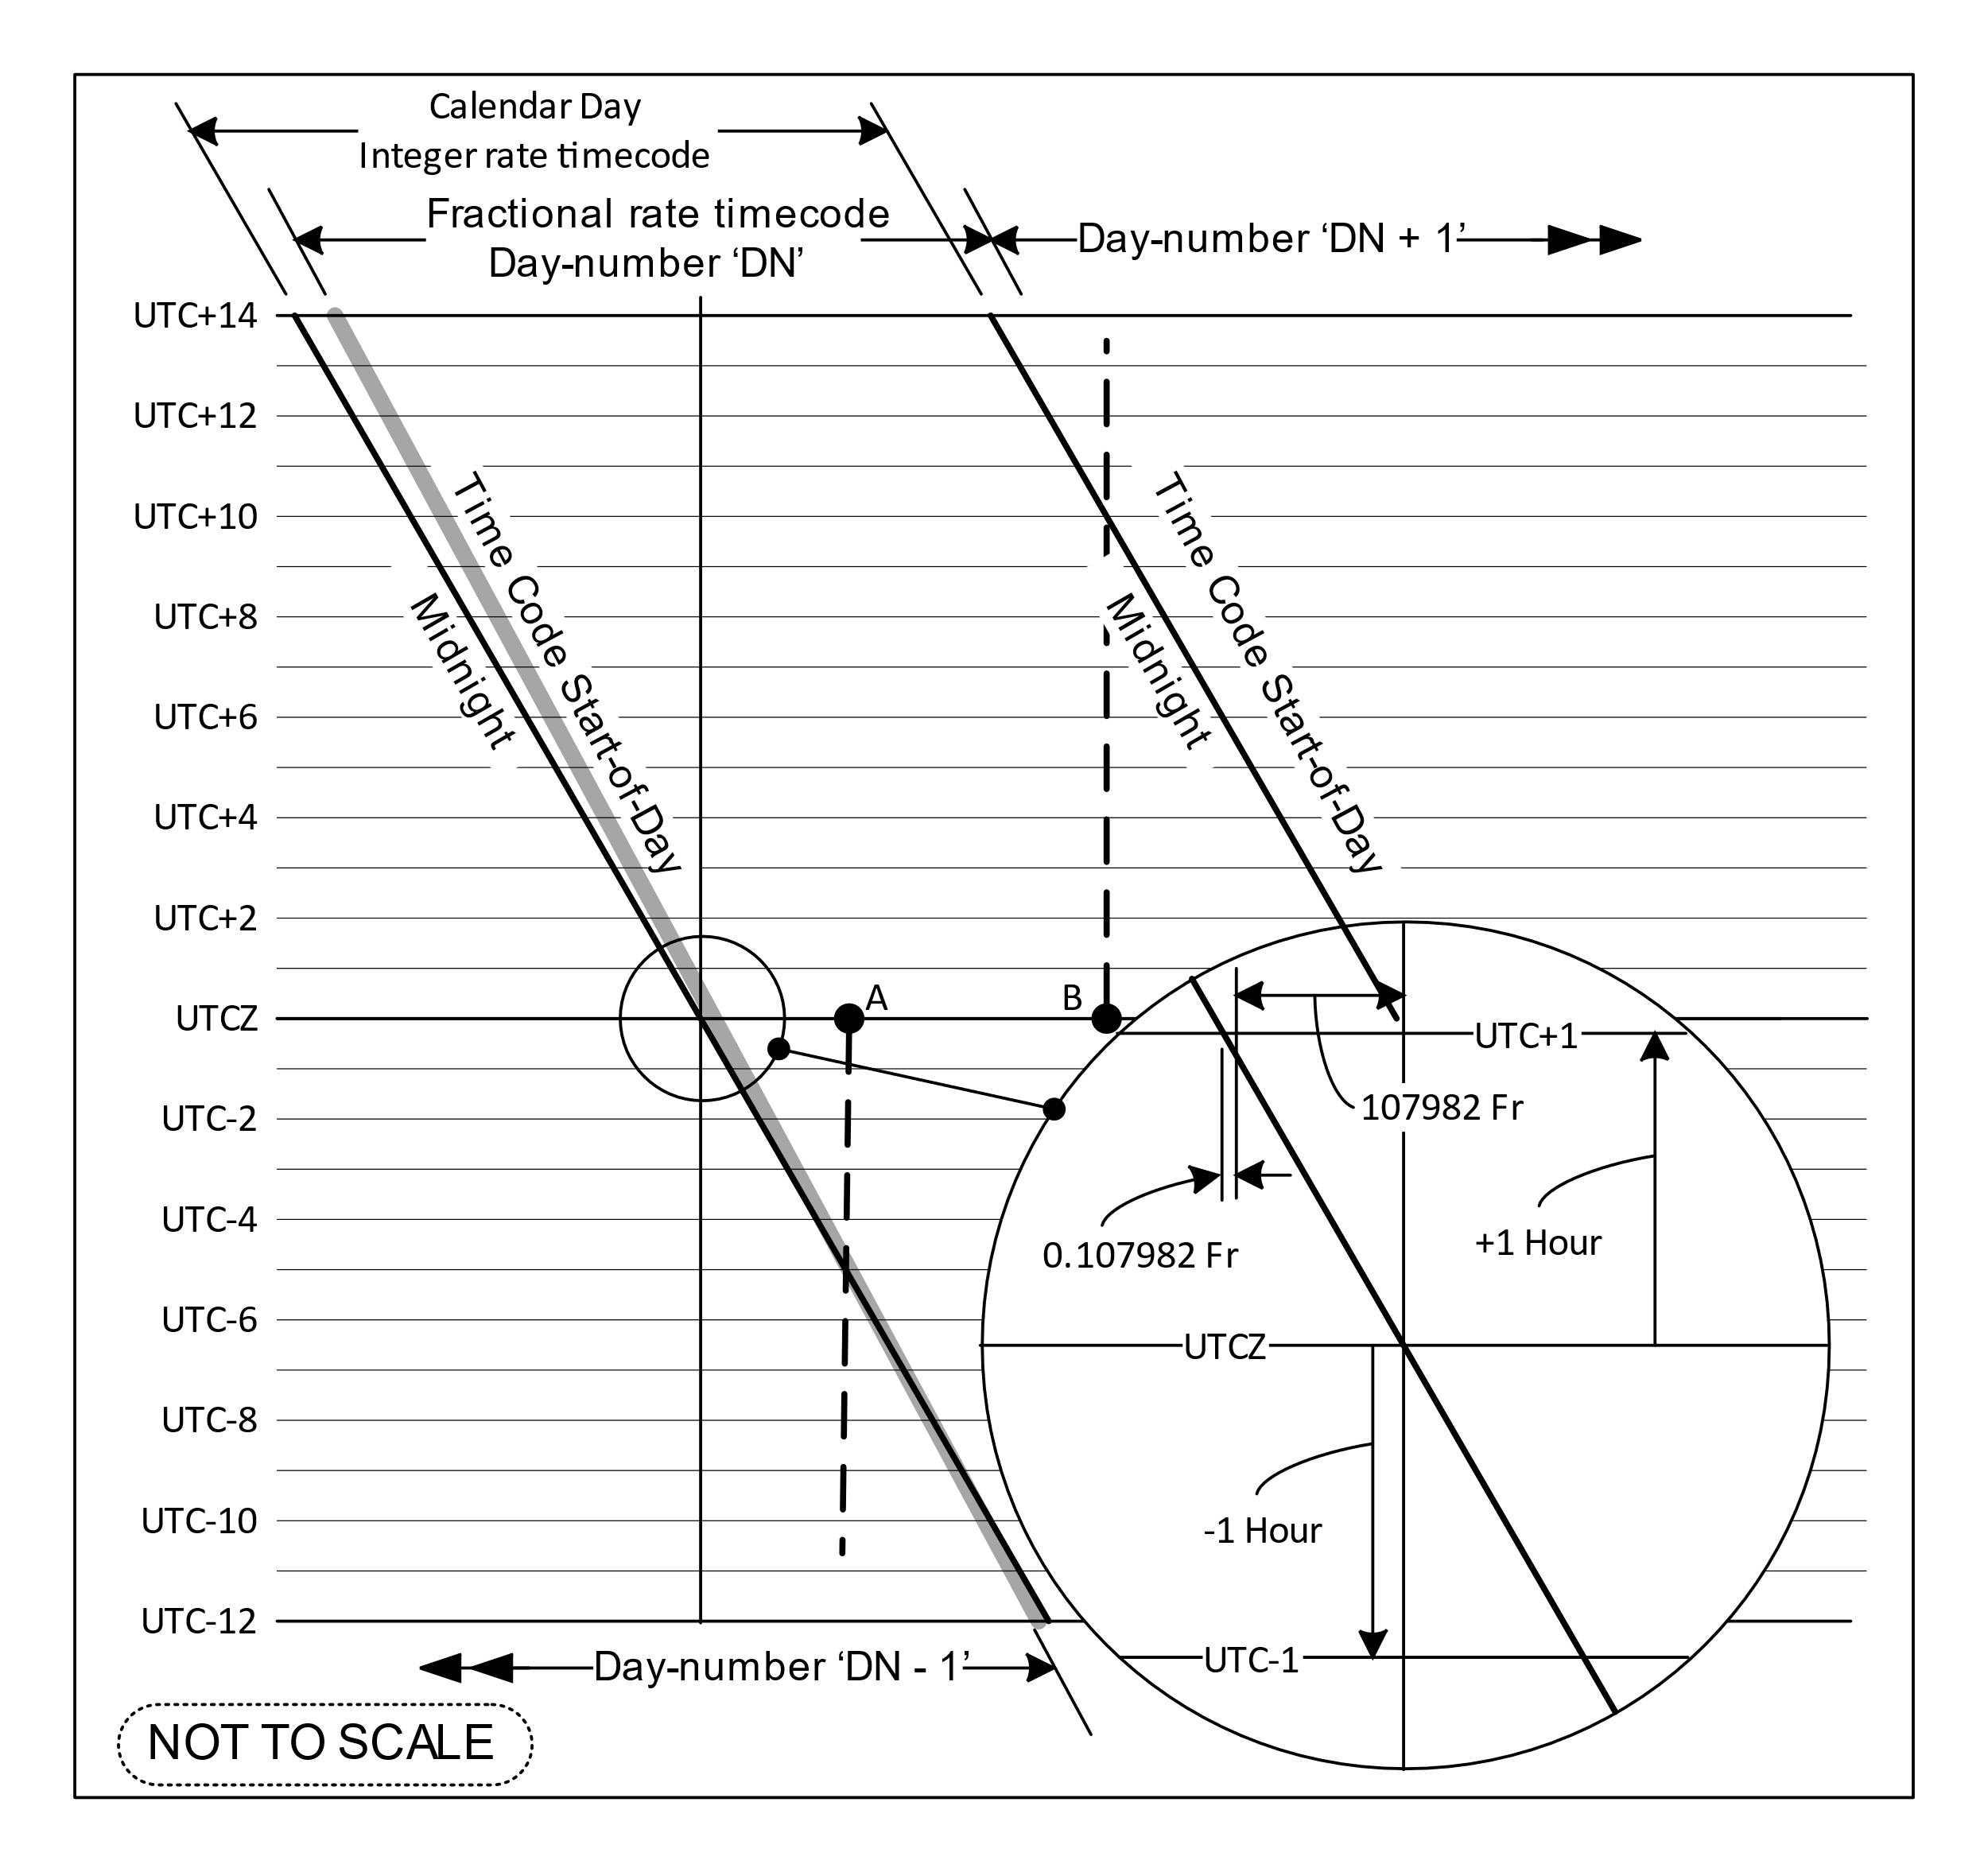 Calendar Day
Integer rate timecode
Fractional rate timecode
Day-number ‘DN’
Day-number ‘DN + 1’
UTC+14
UTC+12
UTC+10
UTC+8
UTC+6
UTC+4
UTC+2
UTCZ
UTC-2
UTC-4
UTC-6
UTC-8
UTC-10
UTC-12
Time Code Start-of-Day
Midnight
Time Code Start-of-Day
Midnight
A
B
UTC+1
107982 Fr
0.107982 Fr
+1 Hour
UTCZ
-1 Hour
UTC-1
Day-number ‘DN - 1’
NOT TO SCALE